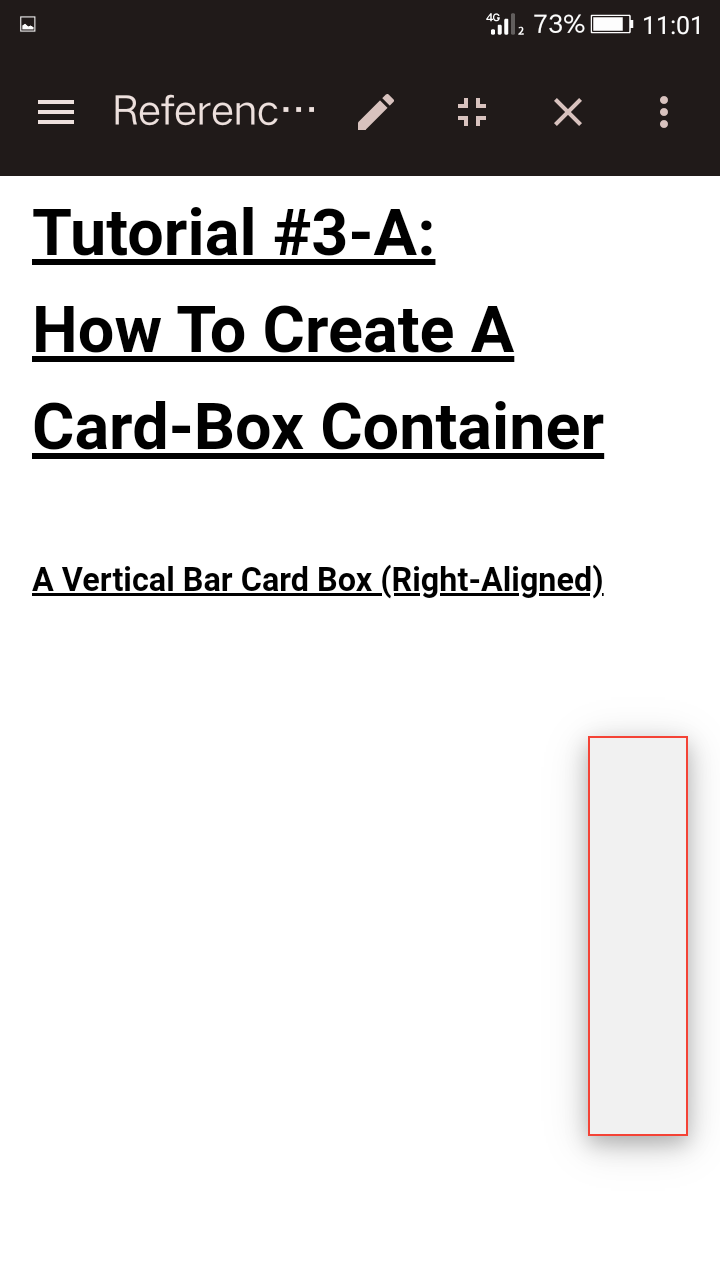 4G 2 73% 11:01
Referenc...
Tutorial #3-A:
How To Create A
Card-Box Container
A Vertical Bar Card Box (Right-Aligned)